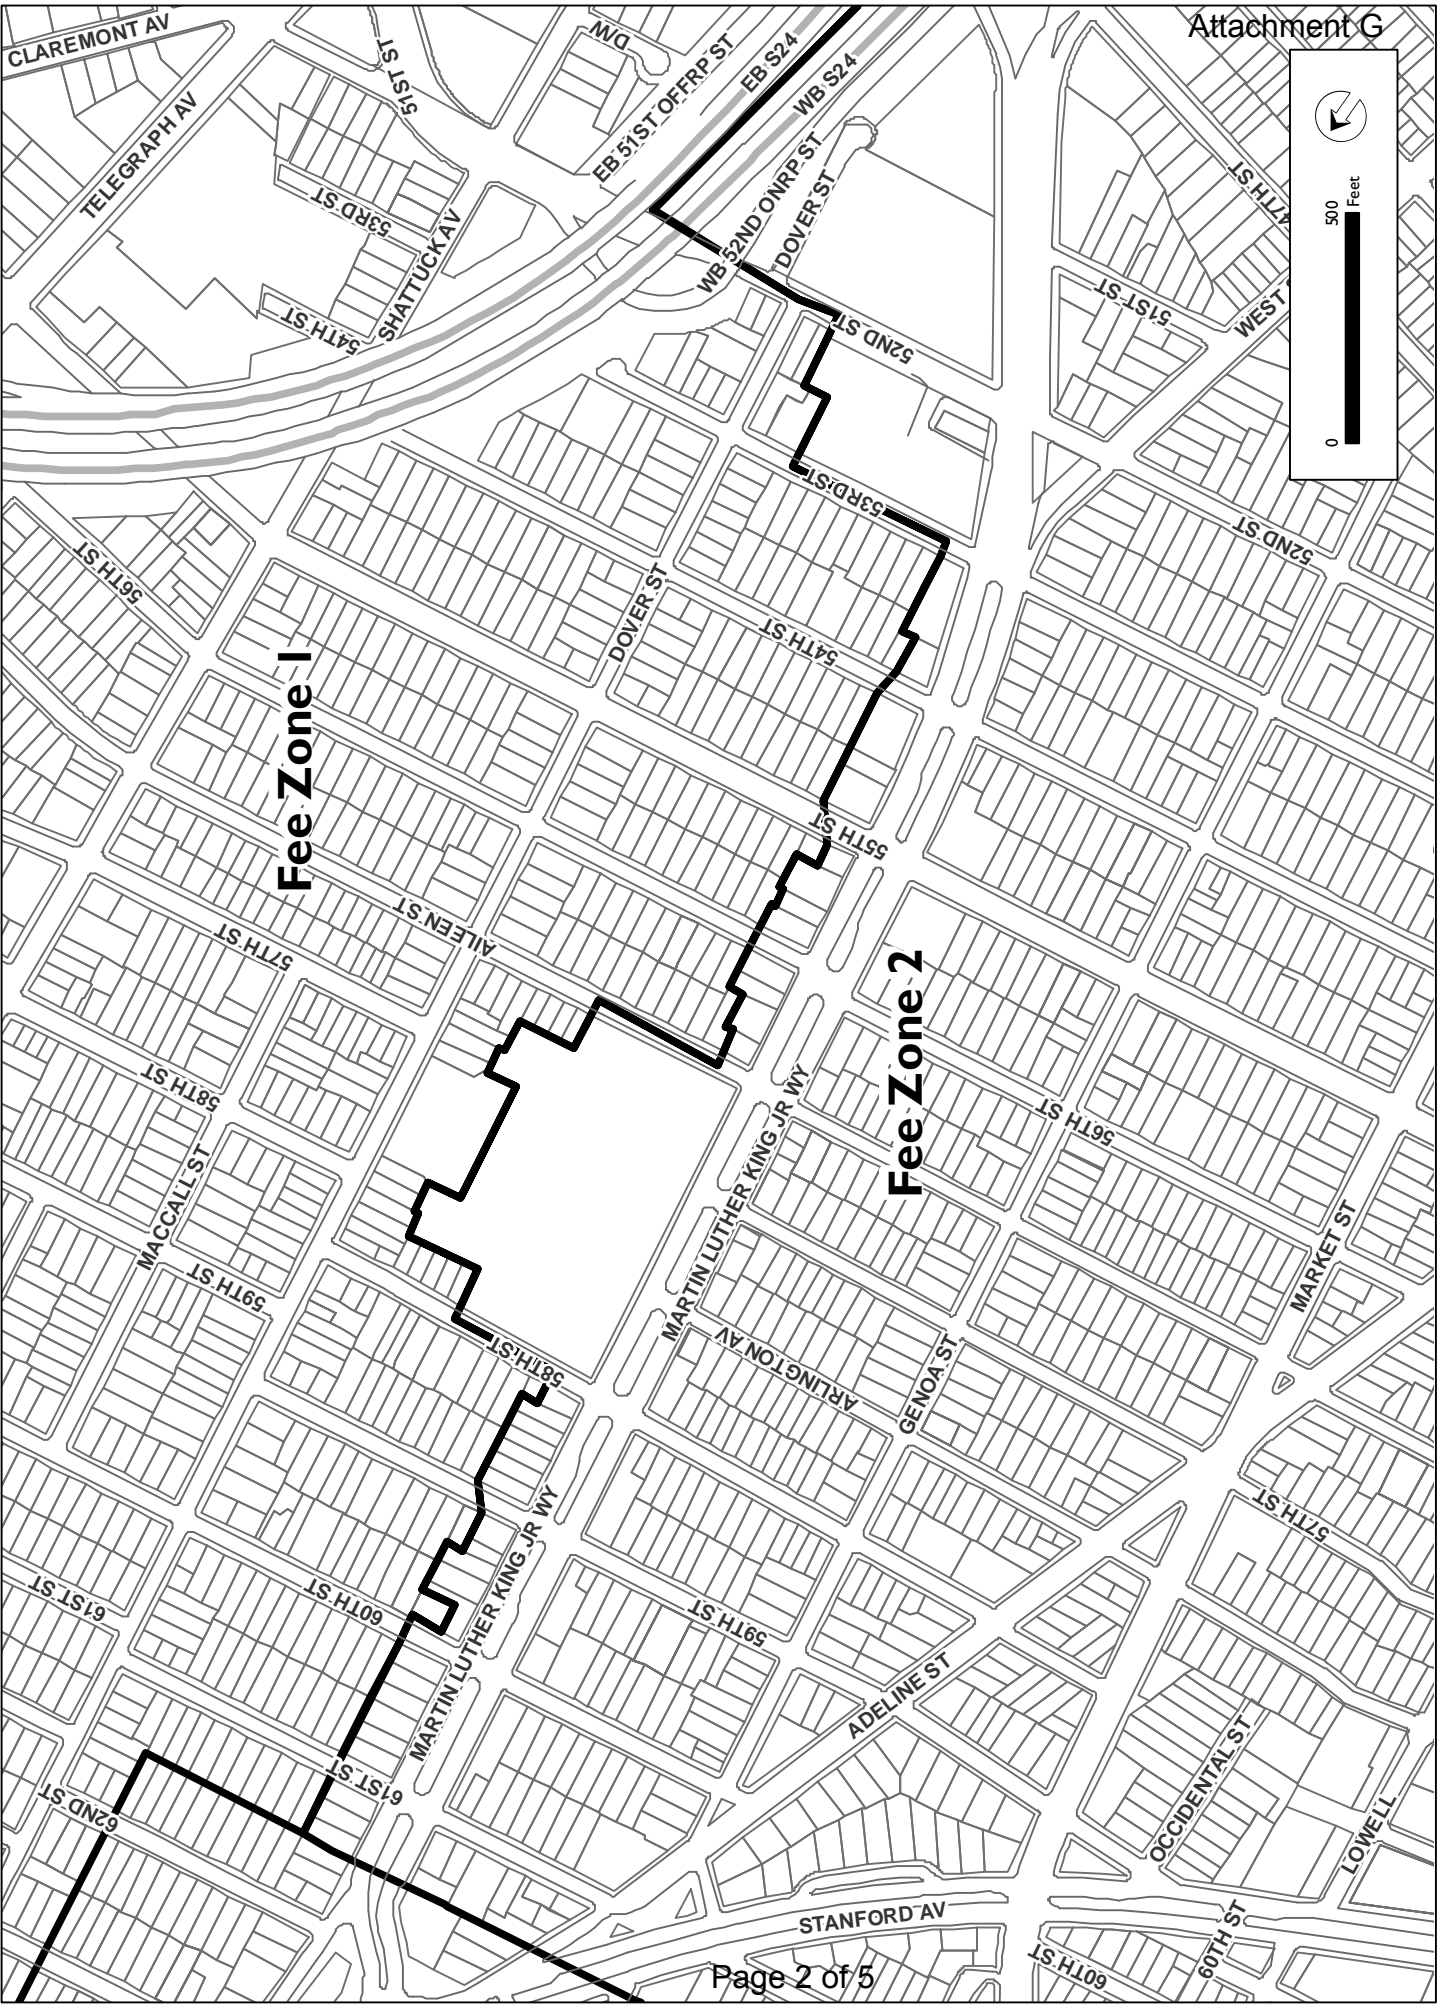 Attachment G
CLAREMONT AV
51ST ST
D/W
EB 51ST OFFRP ST
EB S24
WB S24
TELEGRAPH AV
53RD ST
SHATTUCK AV
54TH ST
WB 52ND ONRP ST
DOVER ST
47TH ST
500
Feet
0
51ST ST
WEST
52ND ST
53RD ST
52ND ST
56TH ST
DOVER ST
54TH ST
Fee Zone 1
55TH ST
AILEEN ST
57TH ST
Fee Zone 2
58TH ST
MACCALL ST
59TH ST
56TH ST
MARTIN LUTHER KING JR WY
MARKET ST
58TH ST
ARLINGTON AV
GENOA ST
57TH ST
61ST ST
60TH ST
MARTIN LUTHER KING JR WY
59TH ST
ADELINE ST
62ND ST
61ST ST
OCCIDENTAL ST
LOWELL
STANFORD AV
60TH ST
60TH ST
Page 2 of 5